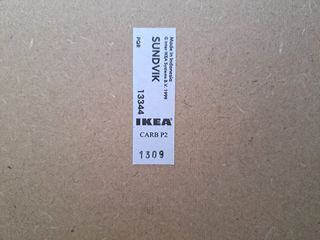 Made in Indonesia
© Inter IKEA Systems B.V. 1999
SUNDVIK
PGR
13344
IKEA®
CARB P2
1309